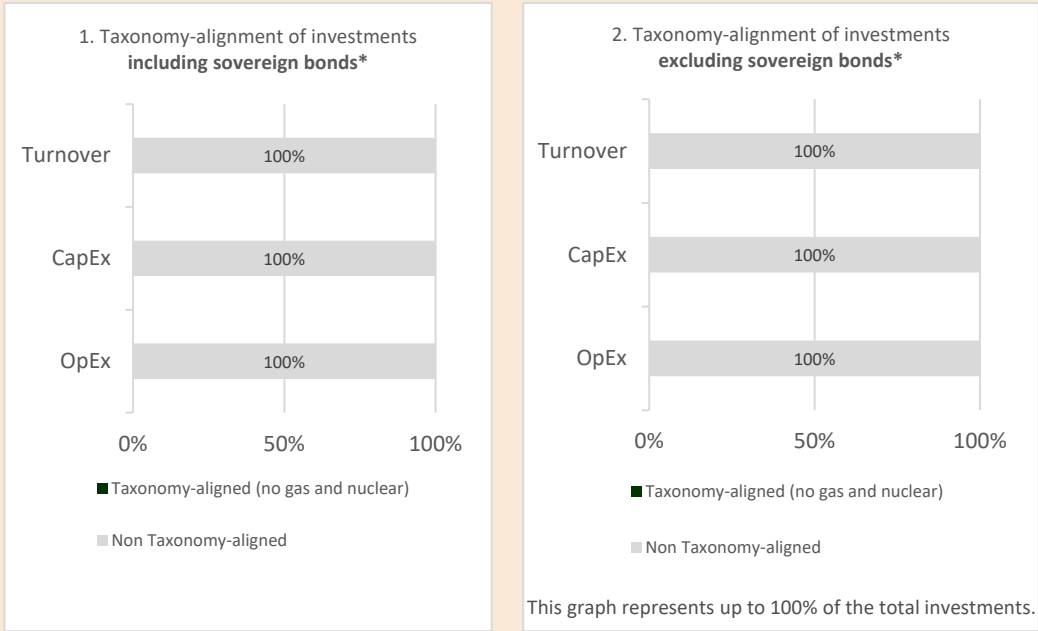 1. Taxonomy-alignment of investments
including sovereign bonds*
Turnover
100%
CapEx
100%
OpEx
100%
0% 50% 100%
Taxonomy-aligned (no gas and nuclear)
Non Taxonomy-aligned
2. Taxonomy-alignment of investments
excluding sovereign bonds*
Turnover
100%
CapEx
100%
OpEx
100%
0% 50% 100%
Taxonomy-aligned (no gas and nuclear)
Non Taxonomy-aligned
This graph represents up to 100% of the total investments.